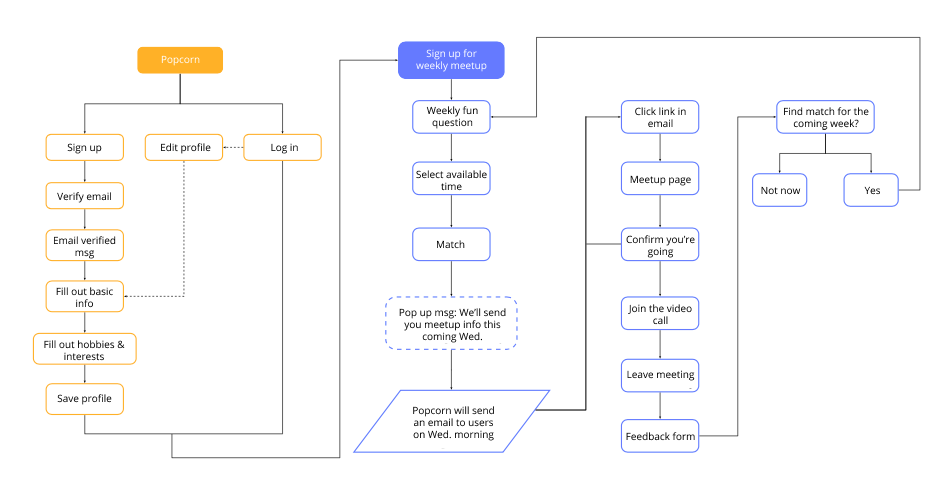 Popcorn
Sign up
Edit profile
Log in
Verify email
Email verified
msg
Fill out basic
info
Fill out hobbies &
interests
Save profile
Sign up for
weekly meetup
Weekly fun
question
Select available
time
Match
Pop up msg: We’ll send
you meetup info this
coming Wed.
Popcorn will send
an email to users
on Wed. morning
Click link in
email
Meetup page
Confirm you’re
going
Join the video
call
Leave meeting
Feedback form
Find match for the
coming week?
Not now
Yes